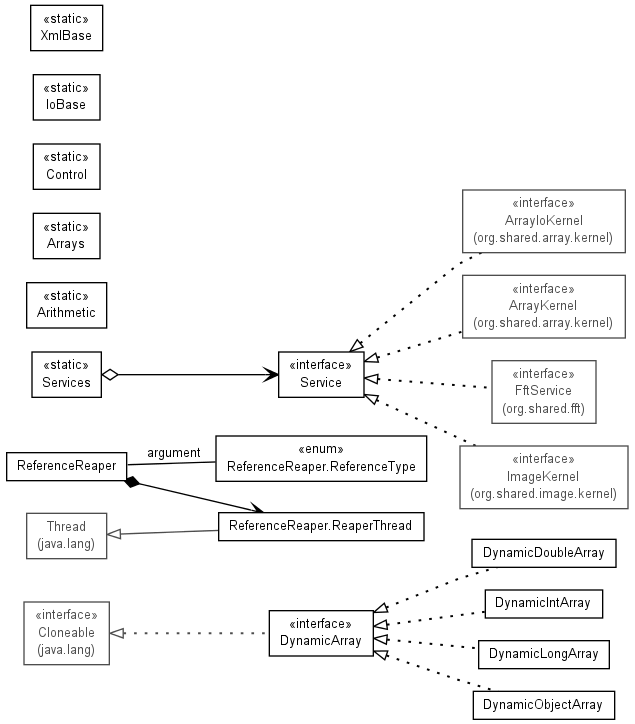 «static»
XmlBase
«static»
IoBase
«static»
Control
«static»
Arrays
«static»
Arithmetic
«static»
Services
«interface»
Service
«interface»
ArrayIoKernel
(org.shared.array.kernel)
«interface»
ArrayKernel
(org.shared.array.kernel)
«interface»
FftService
(org.shared.fft)
«interface»
ImageKernel
(org.shared.image.kernel)
ReferenceReaper
argument
«enum»
ReferenceReaper.ReferenceType
Thread
(java.lang)
ReferenceReaper.ReaperThread
«interface»
Cloneable
(java.lang)
«interface»
DynamicArray
DynamicDoubleArray
DynamicIntArray
DynamicLongArray
DynamicObjectArray